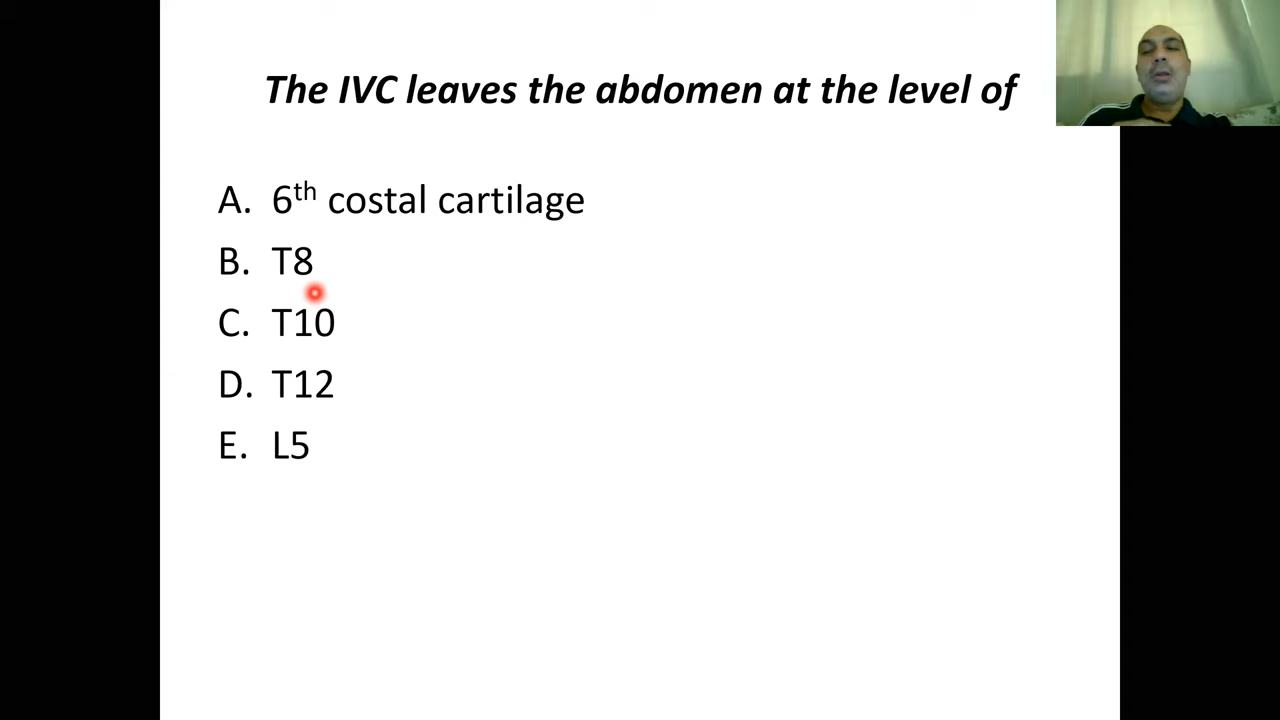 The IVC leaves the abdomen at the level of
A. 6th costal cartilage
B. T8
C. T10
D. T12
E. L5